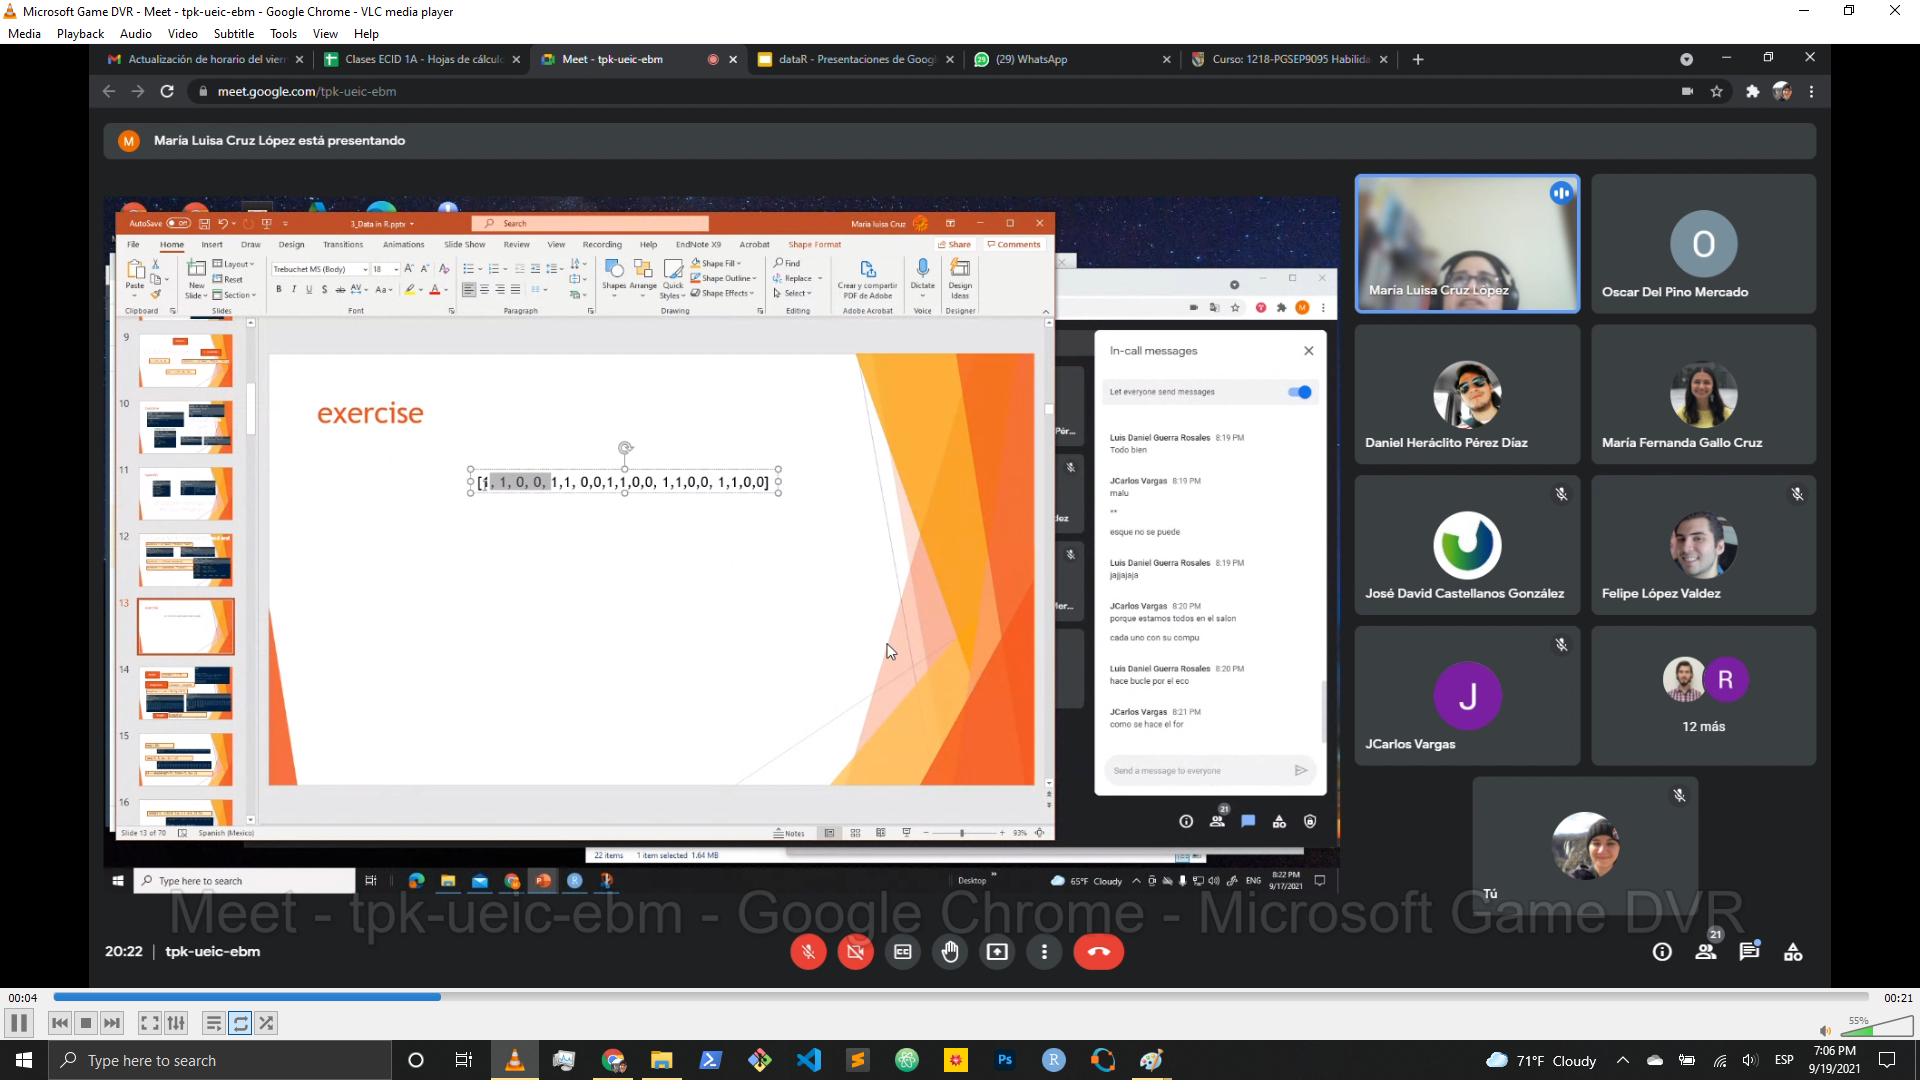 Microsoft Game DVR - Meet - tpk-ueic-ebm - Google Chrome - VLC media player
Media Playback Audio Video Subtitle Tools View Help
Actualización de horario del vier
Clases ECID 1A - Hojas de cálculo
Meet - tpk-ueic-ebm
dataR - Presentaciones de Goog
(29) WhatsApp
Curso: 1218-PGSEP9095 Habilida
meet.google.com/tpk-ueic-ebm
M
María Luisa Cruz López está presentando
AutoSave Off
3_Data in R.pptx
Search
Maria luisa Cruz
File Home Insert Draw Design Transitions Animations Slide Show Review View Recording Help EndNote X9 Acrobat Shape Format
Share
Comments
Paste
New Slide
Layout
Reset
Section
Trebuchet MS (Body)
18
Shapes Arrange Quick Styles
Shape Fill
Shape Outline
Shape Effects
Find
Replace
Select
Crear y compartir PDF de Adobe
Dictate
Design Ideas
Clipboard Slides Font Paragraph Drawing Editing Adobe Acrobat Voice Designer
9
10
11
12
13
14
15
16
exercise
[1, 1, 0, 0, 1,1, 0,0,1,1,0,0, 1,1,0,0, 1,1,0,0]
Slide 13 of 70
Spanish (Mexico)
Notes
93%
22 items 1 item selected 1.64 MB
In-call messages
Let everyone send messages
Luis Daniel Guerra Rosales 8:19 PM
Todo bien
JCarlos Vargas 8:19 PM
malu
**
esque no se puede
Luis Daniel Guerra Rosales 8:19 PM
jajjajaja
JCarlos Vargas 8:20 PM
porque estamos todos en el salon
cada uno con su compu
Luis Daniel Guerra Rosales 8:20 PM
hace bucle por el eco
JCarlos Vargas 8:21 PM
como se hace el for
Send a message to everyone
21
Type here to search
Desktop
65°F Cloudy
ENG
8:22 PM
9/17/2021
María Luisa Cruz López
O
Oscar Del Pino Mercado
Daniel Heráclito Pérez Díaz
María Fernanda Gallo Cruz
José David Castellanos González
Felipe López Valdez
J
JCarlos Vargas
R
12 más
Tú
Meet - tpk-ueic-ebm - Google Chrome - Microsoft Game DVR
20:22 | tpk-ueic-ebm
21
00:04
00:21
55%
Type here to search
71°F Cloudy
ESP
7:06 PM
9/19/2021